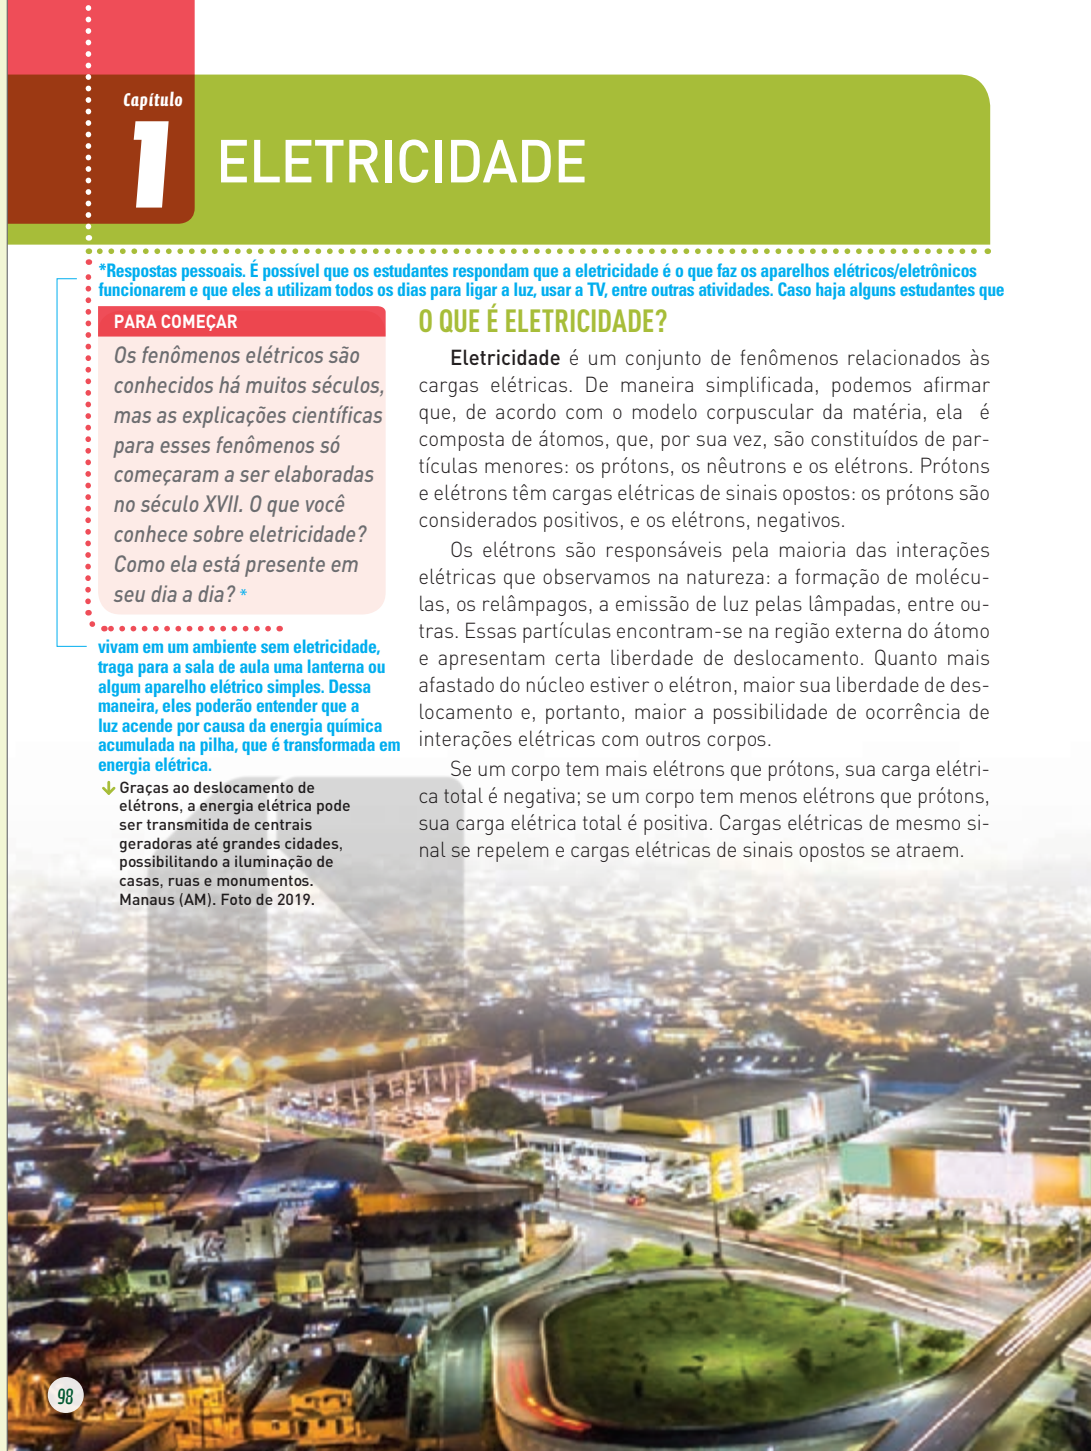 Capítulo
1
ELETRICIDADE
*Respostas pessoais. É possível que os estudantes respondam que a eletricidade é o que faz os aparelhos elétricos/eletrônicos
funcionarem e que eles a utilizam todos os dias para ligar a luz, usar a TV, entre outras atividades. Caso haja alguns estudantes que
PARA COMEÇAR
Os fenômenos elétricos são
conhecidos há muitos séculos,
mas as explicações científicas
para esses fenômenos só
começaram a ser elaboradas
no século XVII. O que você
conhece sobre eletricidade?
Como ela está presente em
seu dia a dia? *
vivam em um ambiente sem eletricidade,
traga para a sala de aula uma lanterna ou
algum aparelho elétrico simples. Dessa
maneira, eles poderão entender que a
luz acende por causa da energia química
acumulada na pilha, que é transformada em
energia elétrica.
Graças ao deslocamento de
elétrons, a energia elétrica pode
ser transmitida de centrais
geradoras até grandes cidades,
possibilitando a iluminação de
casas, ruas e monumentos.
Manaus (AM). Foto de 2019.
O QUE É ELETRICIDADE?
Eletricidade é um conjunto de fenômenos relacionados às
cargas elétricas. De maneira simplificada, podemos afirmar
que, de acordo com o modelo corpuscular da matéria, ela é
composta de átomos, que, por sua vez, são constituídos de par-
tículas menores: os prótons, os nêutrons e os elétrons. Prótons
e elétrons têm cargas elétricas de sinais opostos: os prótons são
considerados positivos, e os elétrons, negativos.
Os elétrons são responsáveis pela maioria das interações
elétricas que observamos na natureza: a formação de molécu-
las, os relâmpagos, a emissão de luz pelas lâmpadas, entre ou-
tras. Essas partículas encontram-se na região externa do átomo
e apresentam certa liberdade de deslocamento. Quanto mais
afastado do núcleo estiver o elétron, maior sua liberdade de des-
locamento e, portanto, maior a possibilidade de ocorrência de
interações elétricas com outros corpos.
Se um corpo tem mais elétrons que prótons, sua carga elétri-
ca total é negativa; se um corpo tem menos elétrons que prótons,
sua carga elétrica total é positiva. Cargas elétricas de mesmo si-
nal se repelem e cargas elétricas de sinais opostos se atraem.
98